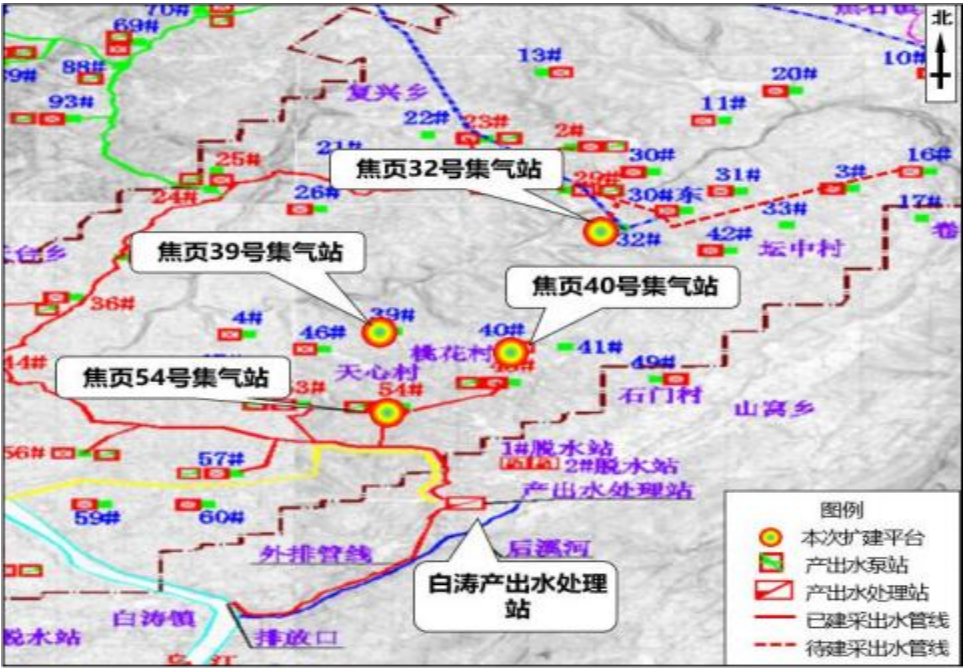 70#
69#
焦石镇
北
88#
13#
10#
20#
93#
复兴乡
22#
23#
2#
11#
21#
焦页32号集气站
30#
25#
29#
16#
24#
26#
30#东
31#
3#
33#
17#
32#
42#
坛中村
焦页39号集气站
焦页40号集气站
36#
4#
39#
46#
40#
41#
44#
桃花村
天心村
49#
焦页54号集气站
54#
石门村
山窝乡
56#
57#
1#脱水站
2#脱水站
产出水处理站
59#
60#
外排管线
后溪河
白涛产出水处理
站
白涛镇
排放口
脱水站
图例
本次扩建平台
产出水泵站
产出水处理站
已建采出水管线
待建采出水管线